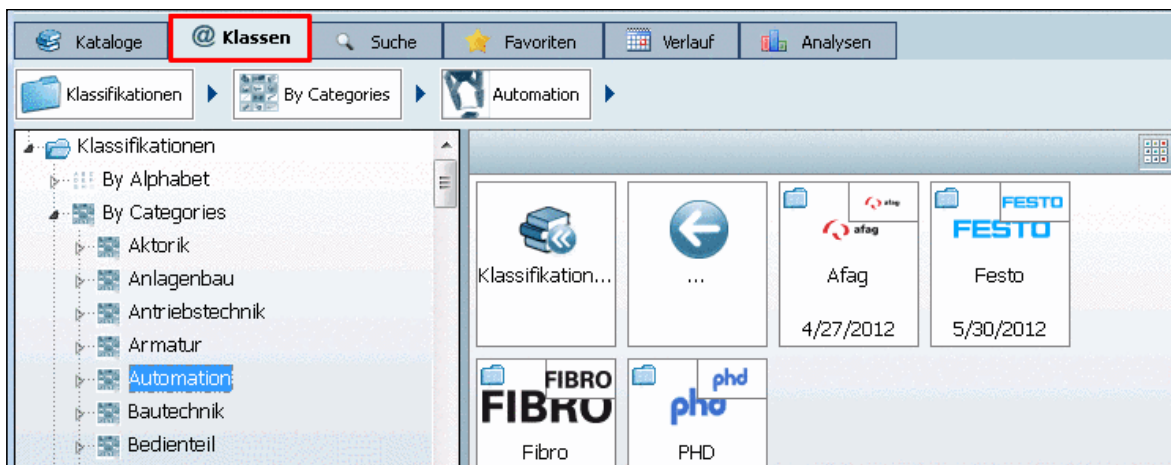 Kataloge
@ Klassen
Suche
Favoriten
Verlauf
Analysen
Klassifikationen
By Categories
Automation
Klassifikationen
By Alphabet
By Categories
Aktorik
Anlagenbau
Antriebstechnik
Armatur
Automation
Bautechnik
Bedienteil
Klassifikation...
...
afag
afag
Afag
4/27/2012
FESTO
FESTO
Festo
5/30/2012
FIBRO
FIBRO
Fibro
phd
phd
PHD